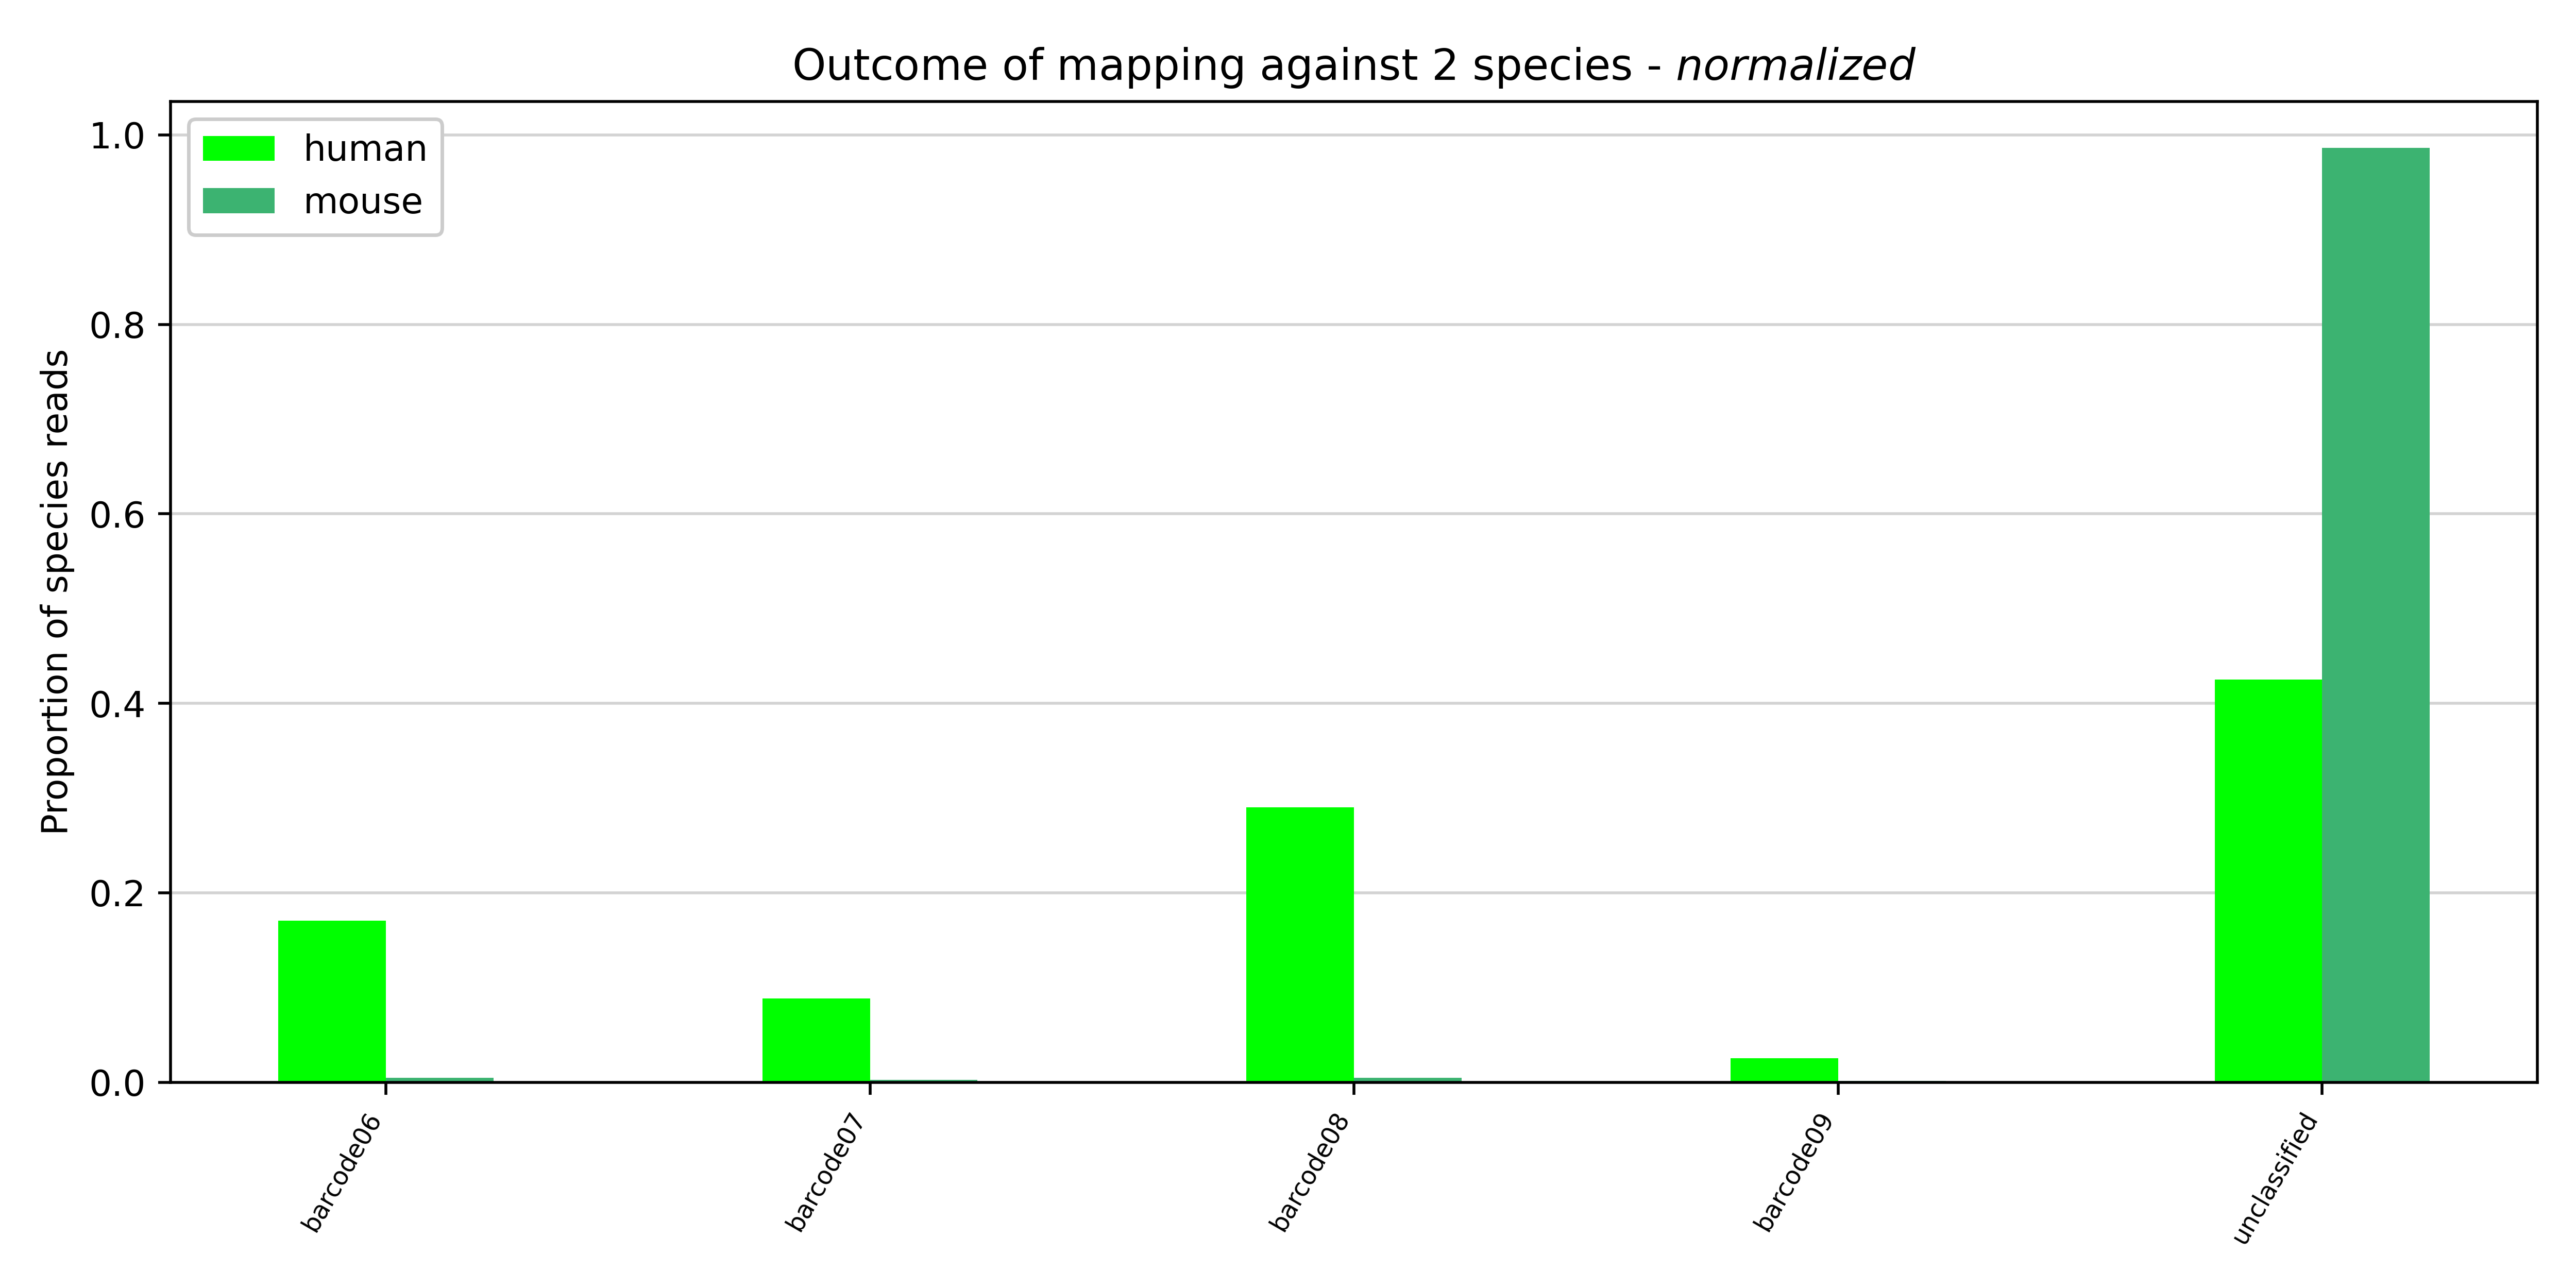 Outcome of mapping against 2 species - normalized
human
mouse
Proportion of species reads
1.0
0.8
0.6
0.4
0.2
0.0
barcode06
barcode07
barcode08
barcode09
unclassified